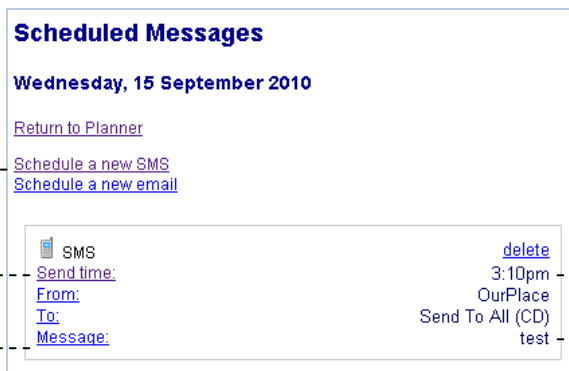 Scheduled Messages
Wednesday, 15 September 2010
Return to Planner
Schedule a new SMS
Schedule a new email
SMS delete
Send time: 3:10pm
From: OurPlace
To: Send To All (CD)
Message: test